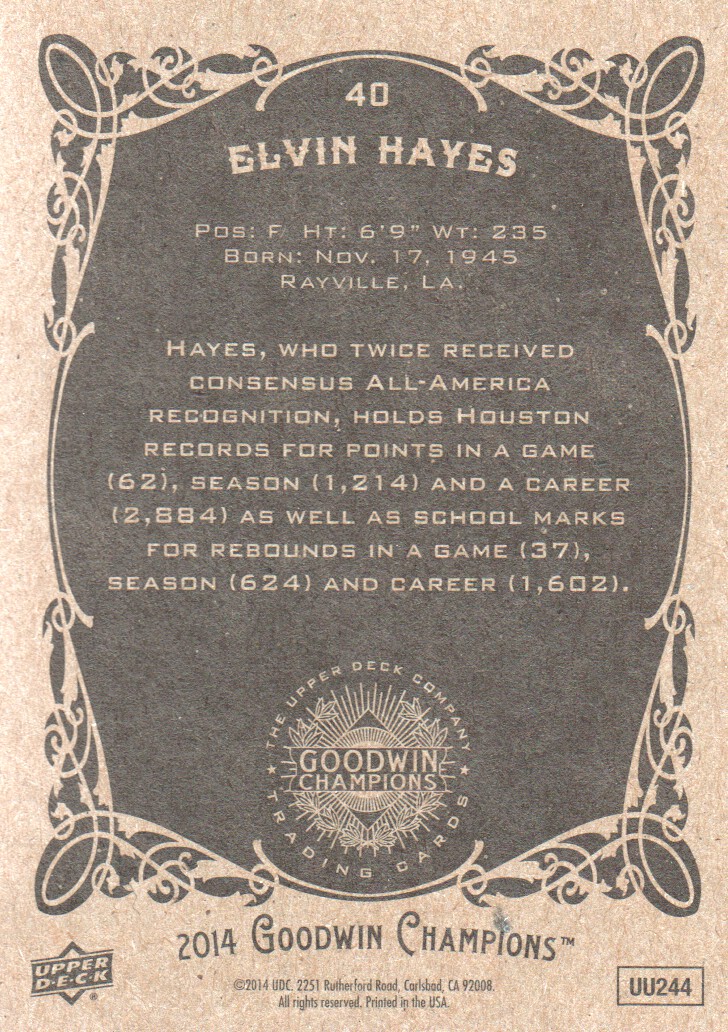 40
ELVIN HAYES
POS: F HT: 6'9" WT: 235
BORN: NOV. 17, 1945
RAYVILLE, LA.
HAYES, WHO TWICE RECEIVED
CONSENSUS ALL-AMERICA
RECOGNITION, HOLDS HOUSTON
RECORDS FOR POINTS IN A GAME
(62), SEASON (1,214) AND A CAREER
(2,884) AS WELL AS SCHOOL MARKS
FOR REBOUNDS IN A GAME (37),
SEASON (624) AND CAREER (1,602).
THE UPPER DECK COMPANY
GOODWIN
CHAMPIONS
★ TRADING CARDS ★
2014 GOODWIN CHAMPIONS™
UPPER
D·E·C·K®
©2014 UDC. 2251 Rutherford Road, Carlsbad, CA 92008.
All rights reserved. Printed in the USA.
UU244